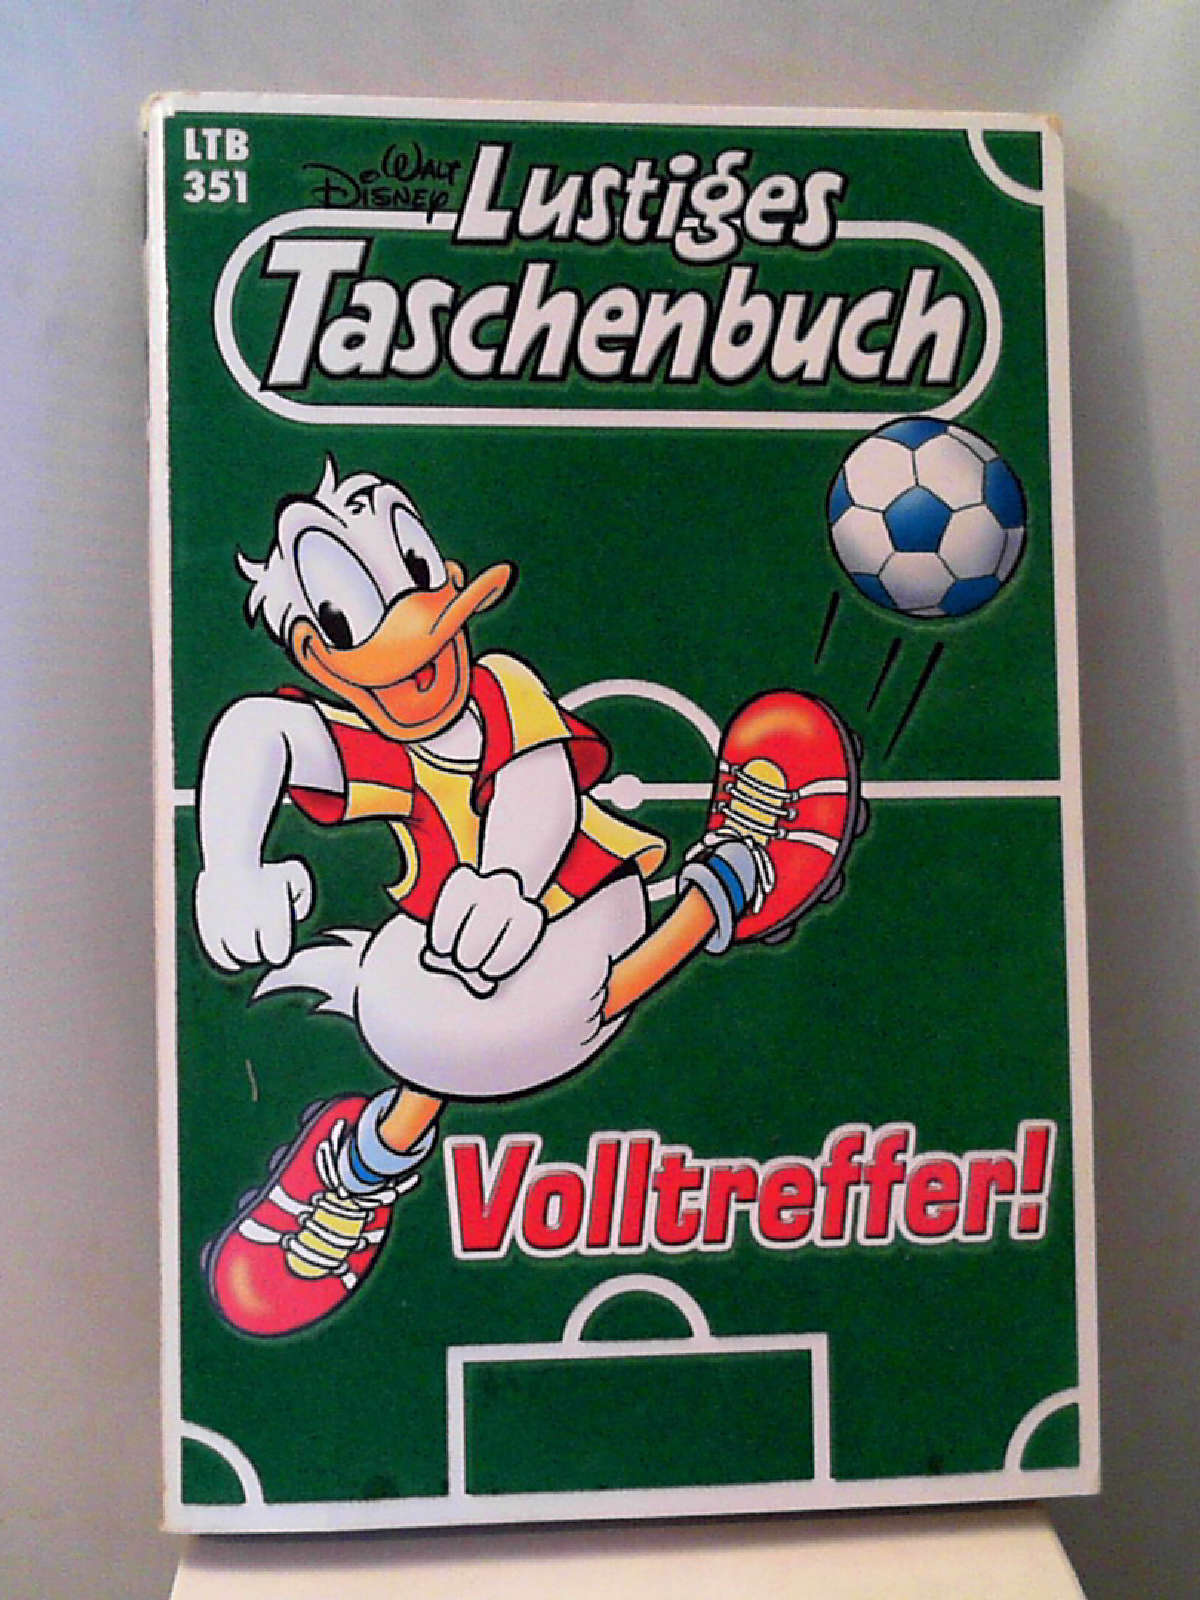 LTB
351
Walt
Disney
Lustiges
Taschenbuch
Volltreffer!